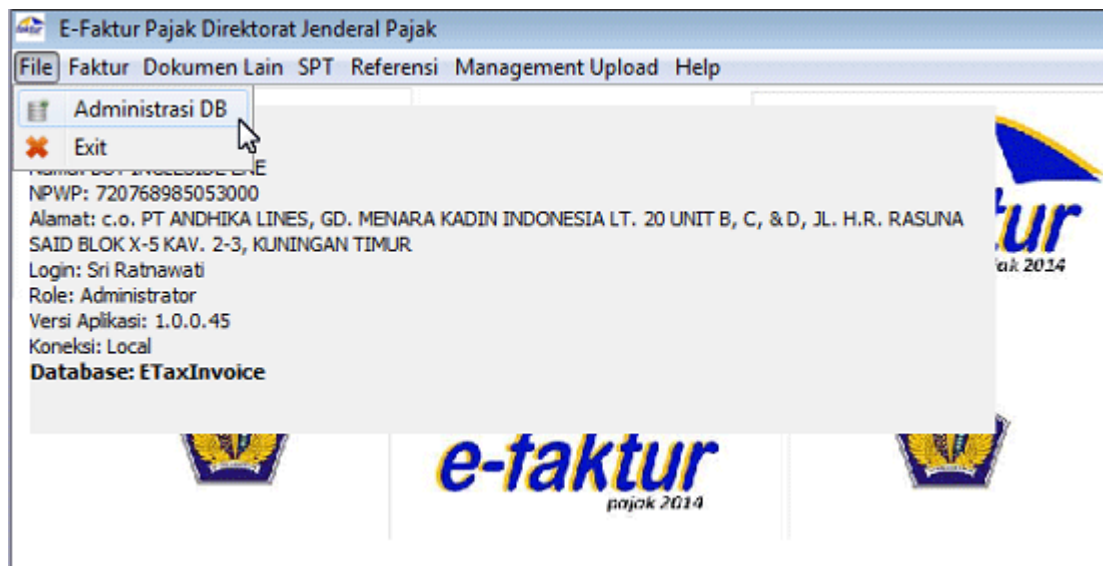 E-Faktur Pajak Direktorat Jenderal Pajak
File Faktur Dokumen Lain SPT Referensi Management Upload Help
Administrasi DB
Exit
NPWP: 720768985053000
Alamat: c.o. PT ANDHIKA LINES, GD. MENARA KADIN INDONESIA LT. 20 UNIT B, C, & D, JL. H.R. RASUNA
SAID BLOK X-5 KAV. 2-3, KUNINGAN TIMUR
Login: Sri Ratnawati
Role: Administrator
Versi Aplikasi: 1.0.0.45
Koneksi: Local
Database: ETaxInvoice
e-faktur
pajak 2014